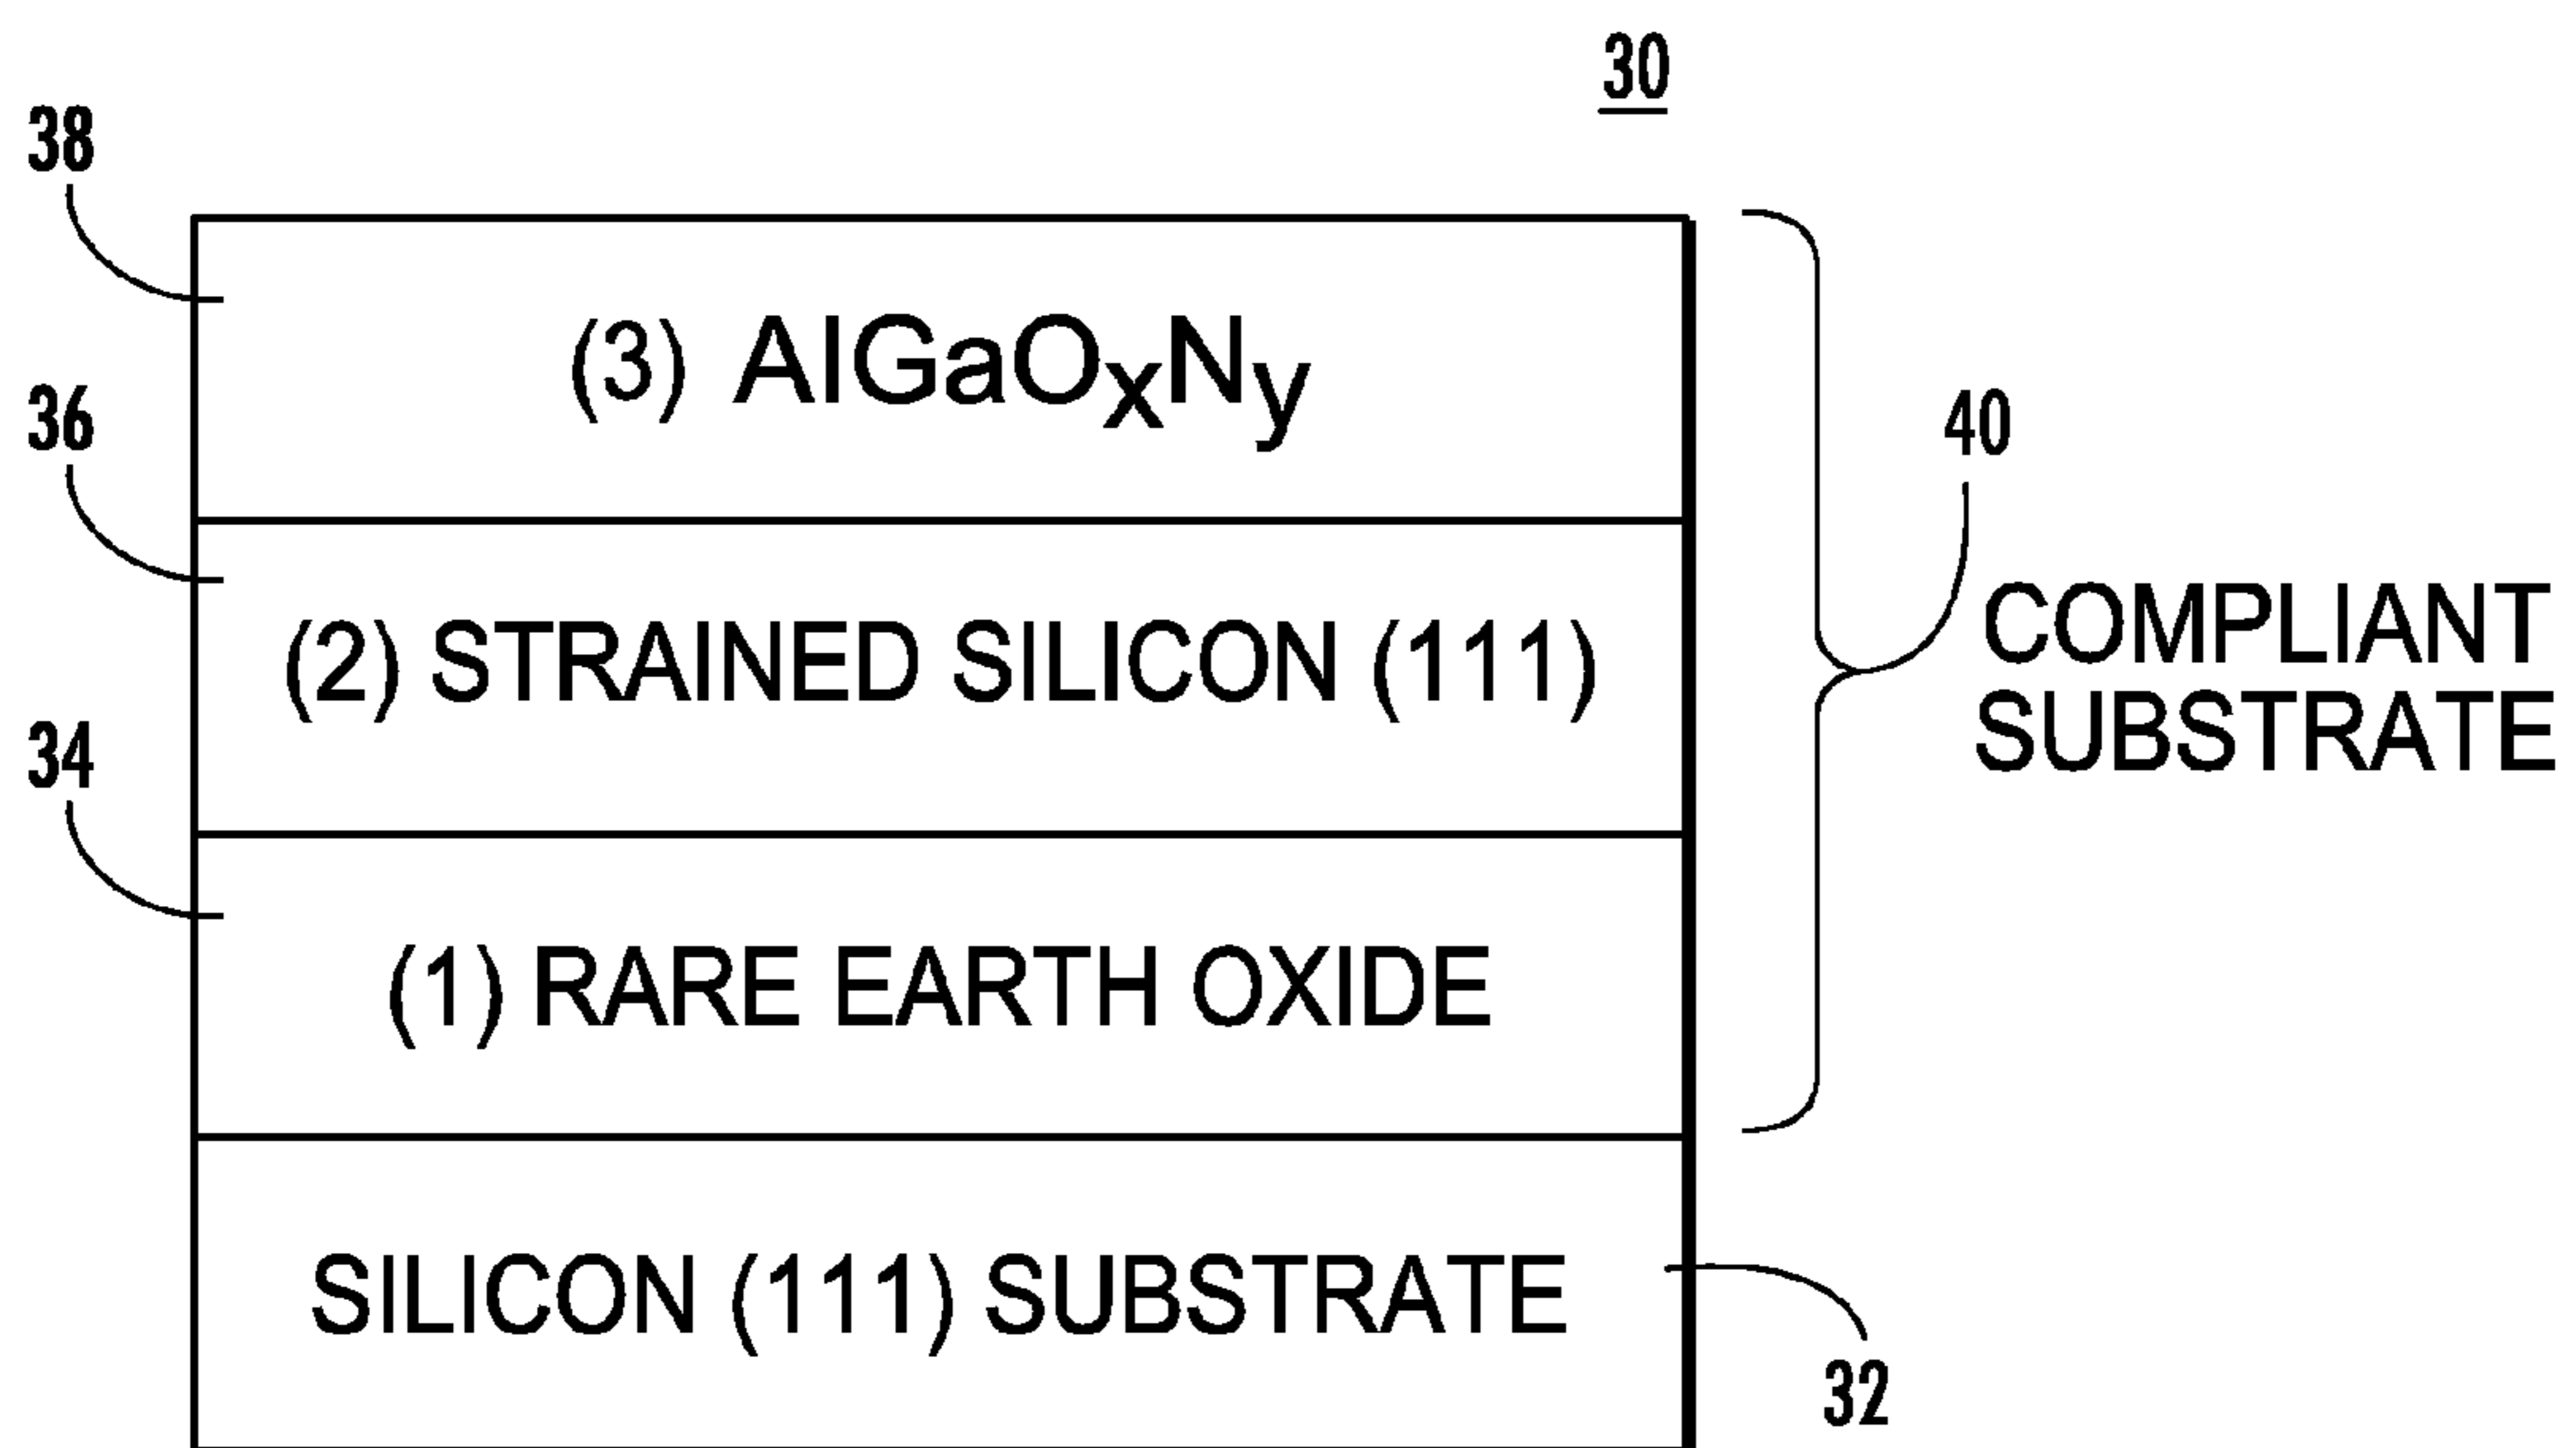 30
38
(3) AlGaOxNy
36
40
(2) STRAINED SILICON (111)
COMPLIANT
SUBSTRATE
34
(1) RARE EARTH OXIDE
SILICON (111) SUBSTRATE
32